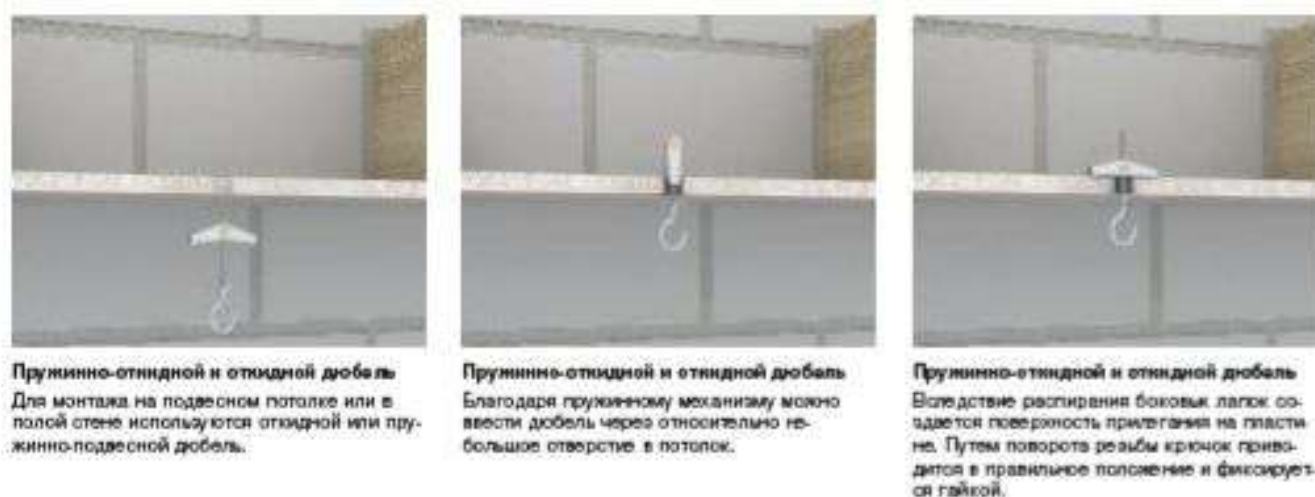 Пружинно-откидной и откидной дюбель
Для монтажа на подвесном потолке или в
полой стене используются откидной или пру-
жинно-подвесной дюбель.
Пружинно-откидной и откидной дюбель
Благодаря пружинному механизму можно
ввести дюбель через относительно не-
большое отверстие в потолок.
Пружинно-откидной и откидной дюбель
Вследствие распирания боковых лапок со-
здается поверхность прилегания на пласти-
не. Путем поворота резьбы крючок приво-
дится в правильное положение и фиксирует-
ся гайкой.